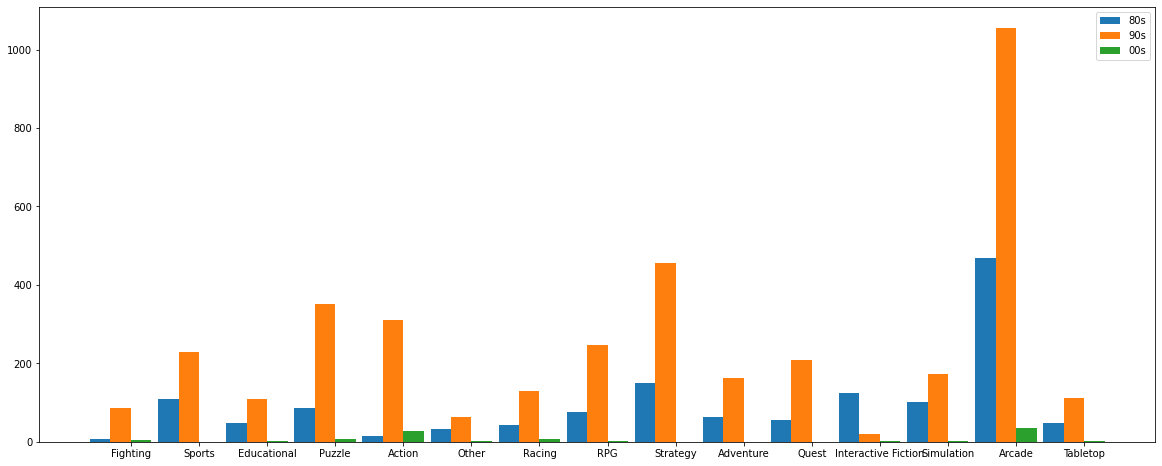 80s
90s
00s
1000
800
600
400
200
0
Fighting Sports Educational Puzzle Action Other Racing RPG Strategy Adventure Quest Interactive Fiction Simulation Arcade Tabletop